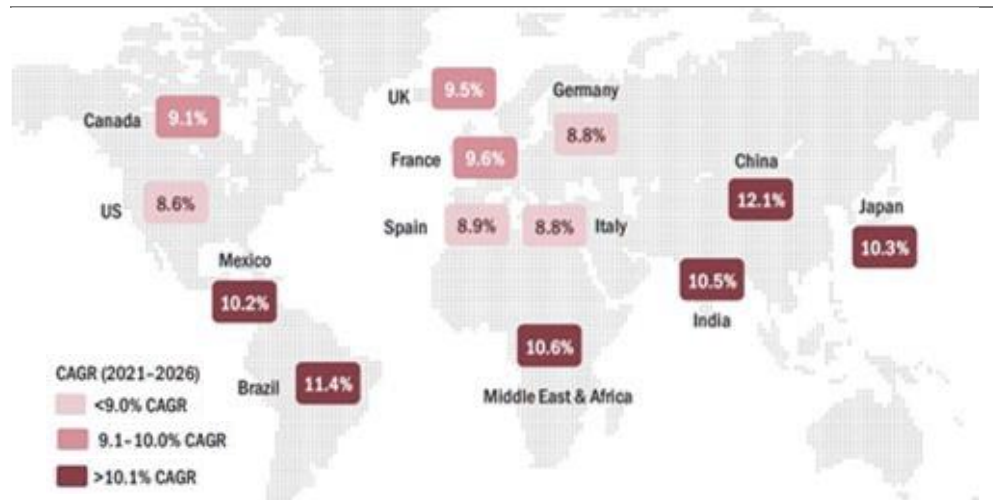 UK
9.5%
Germany
8.8%
Canada
9.1%
France
9.6%
China
12.1%
US
8.6%
Spain
8.9%
8.8%
Italy
Japan
10.3%
Mexico
10.2%
10.5%
India
10.6%
Middle East & Africa
Brazil
11.4%
CAGR (2021–2026)
<9.0% CAGR
9.1–10.0% CAGR
>10.1% CAGR